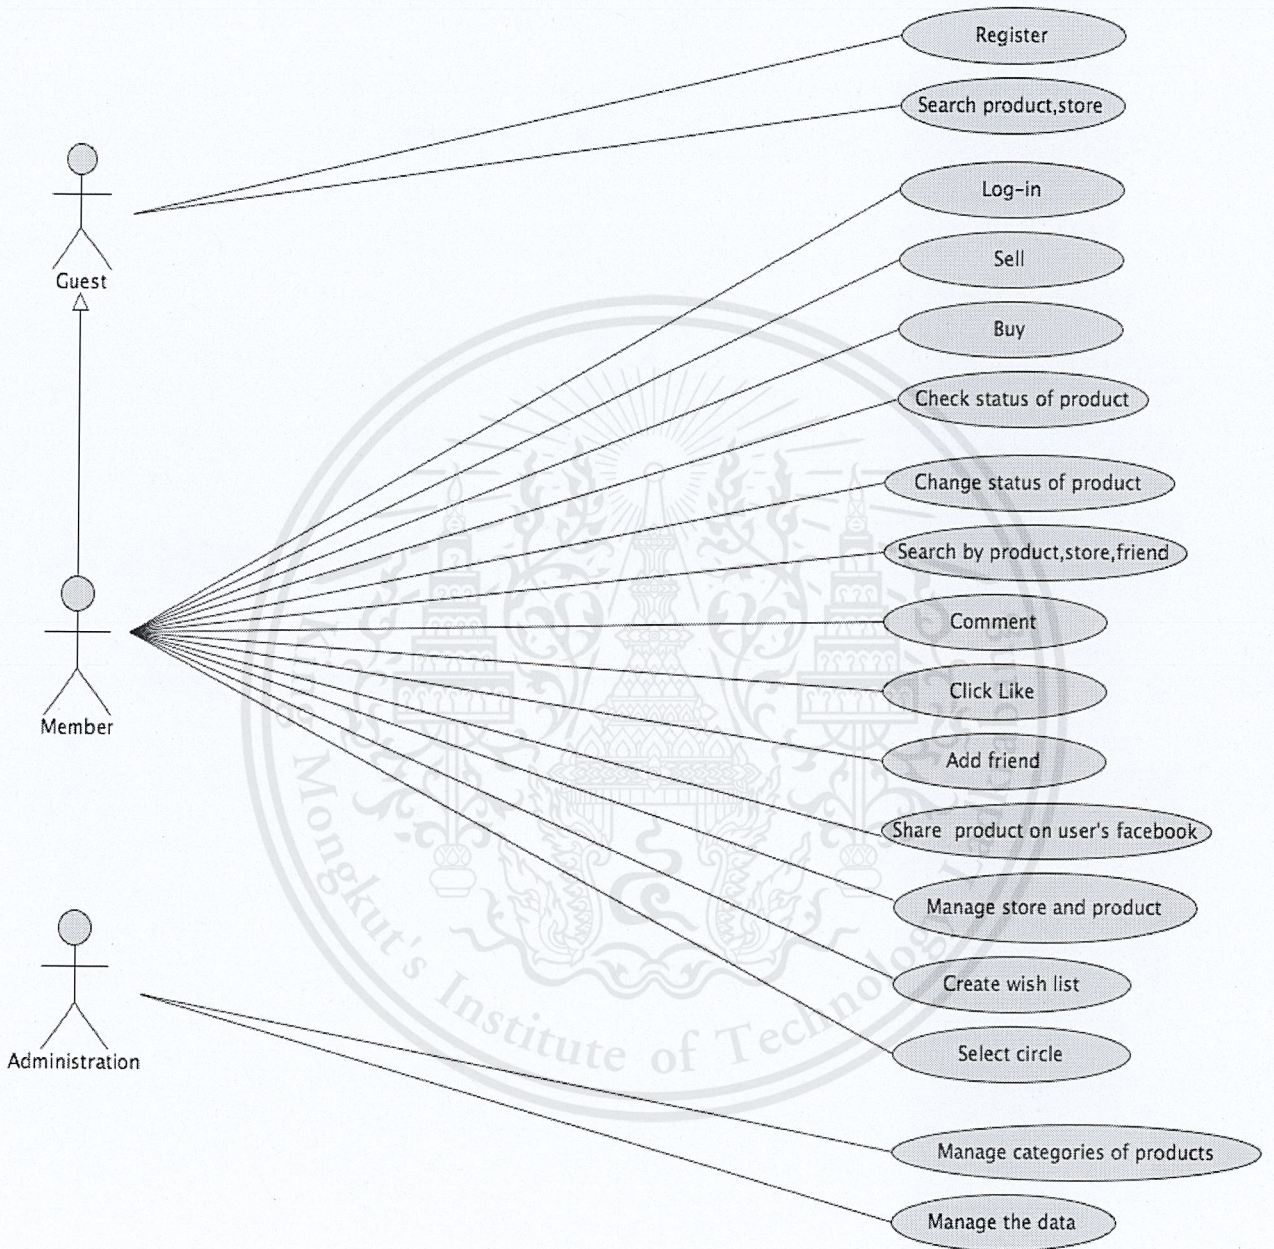 Register
Search product,store
Log-in
Guest
Sell
Buy
Check status of product
Change status of product
Search by product,store,friend
Comment
Click Like
Member
Add friend
Share product on user's facebook
Manage store and product
Create wish list
Select circle
Administration
Manage categories of products
Manage the data
Mongkut's Institute of Technology